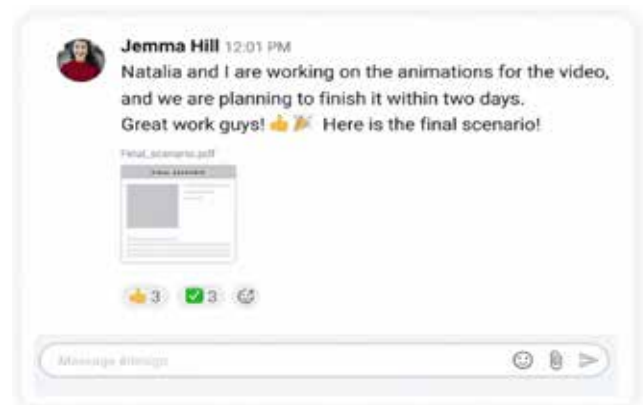 Jemma Hill 12:01 PM
Natalia and I are working on the animations for the video,
and we are planning to finish it within two days.
Great work guys! 👍 🎉 Here is the final scenario!
Final_scenario.pdf
FINAL SCENARIO
👍 3 ✅ 3
Message #design